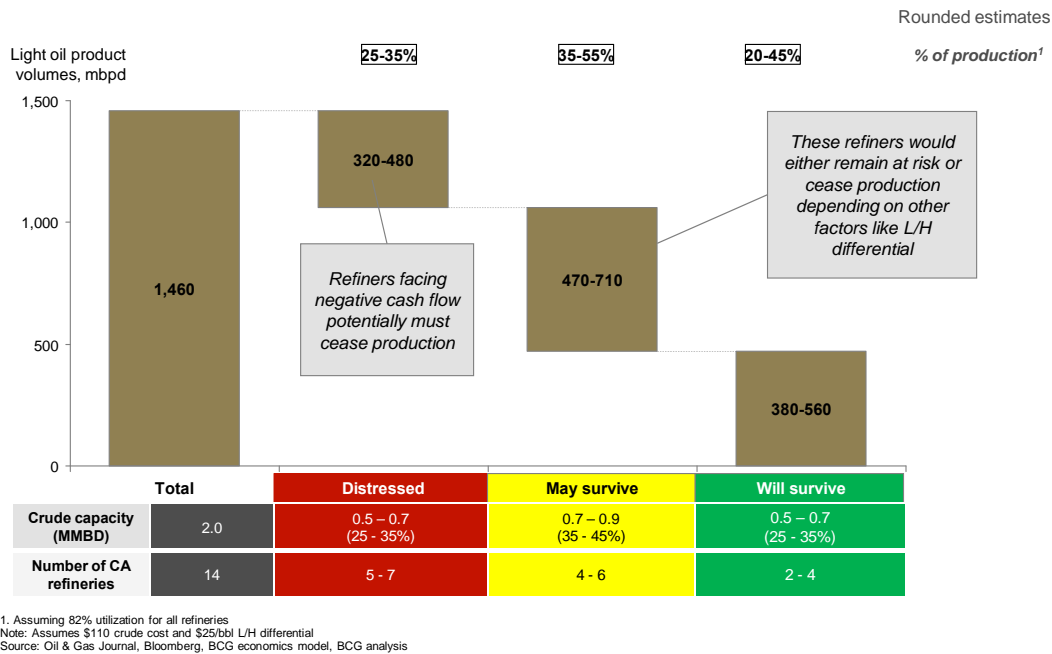 Rounded estimates
Light oil product
volumes, mbpd
25-35%
35-55%
20-45%
% of production1
1,500
1,000
500
0
1,460
320-480
470-710
380-560
Refiners facing
negative cash flow
potentially must
cease production
These refiners would
either remain at risk or
cease production
depending on other
factors like L/H
differential
Total
Distressed
May survive
Will survive
Crude capacity
(MMBD)
2.0
0.5 – 0.7
(25 - 35%)
0.7 – 0.9
(35 - 45%)
0.5 – 0.7
(25 - 35%)
Number of CA
refineries
14
5 - 7
4 - 6
2 - 4
1. Assuming 82% utilization for all refineries
Note: Assumes $110 crude cost and $25/bbl L/H differential
Source: Oil & Gas Journal, Bloomberg, BCG economics model, BCG analysis